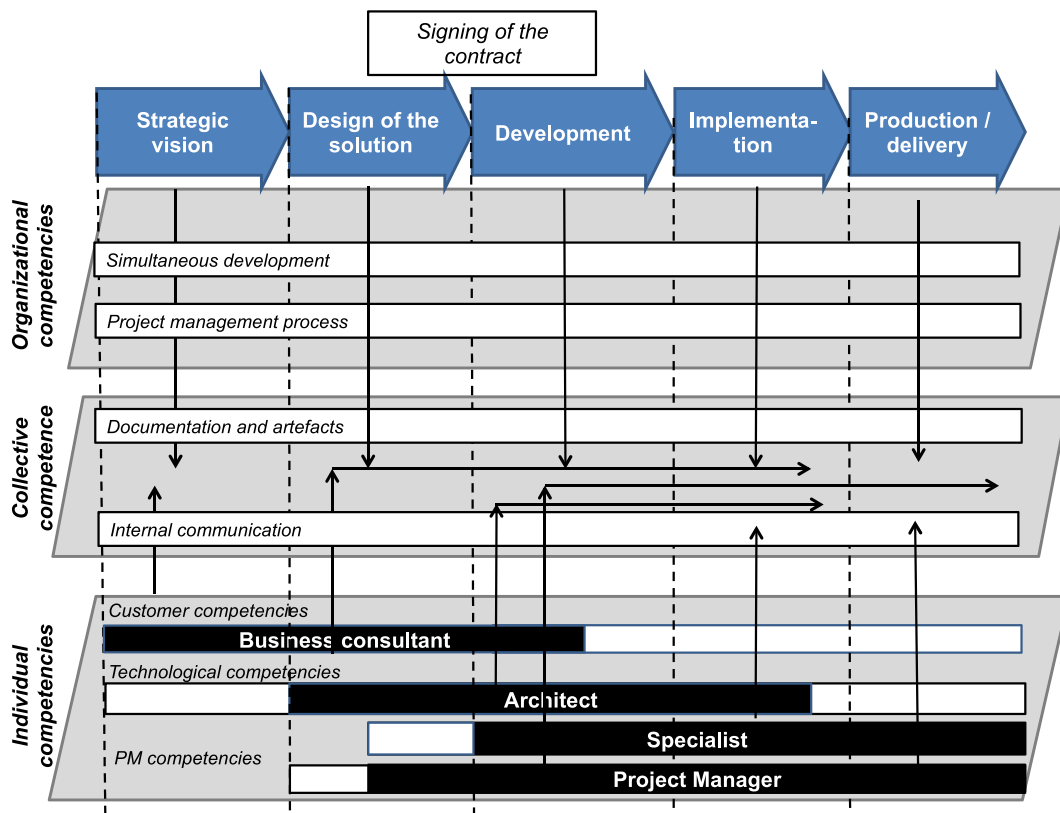 Signing of the
contract
Strategic
vision
Design of the
solution
Development
Implementa-
tion
Production /
delivery
Organizational
competencies
Simultaneous development
Project management process
Collective
competence
Documentation and artefacts
Internal communication
Individual
competencies
Customer competencies
Business consultant
Technological competencies
Architect
Specialist
PM competencies
Project Manager